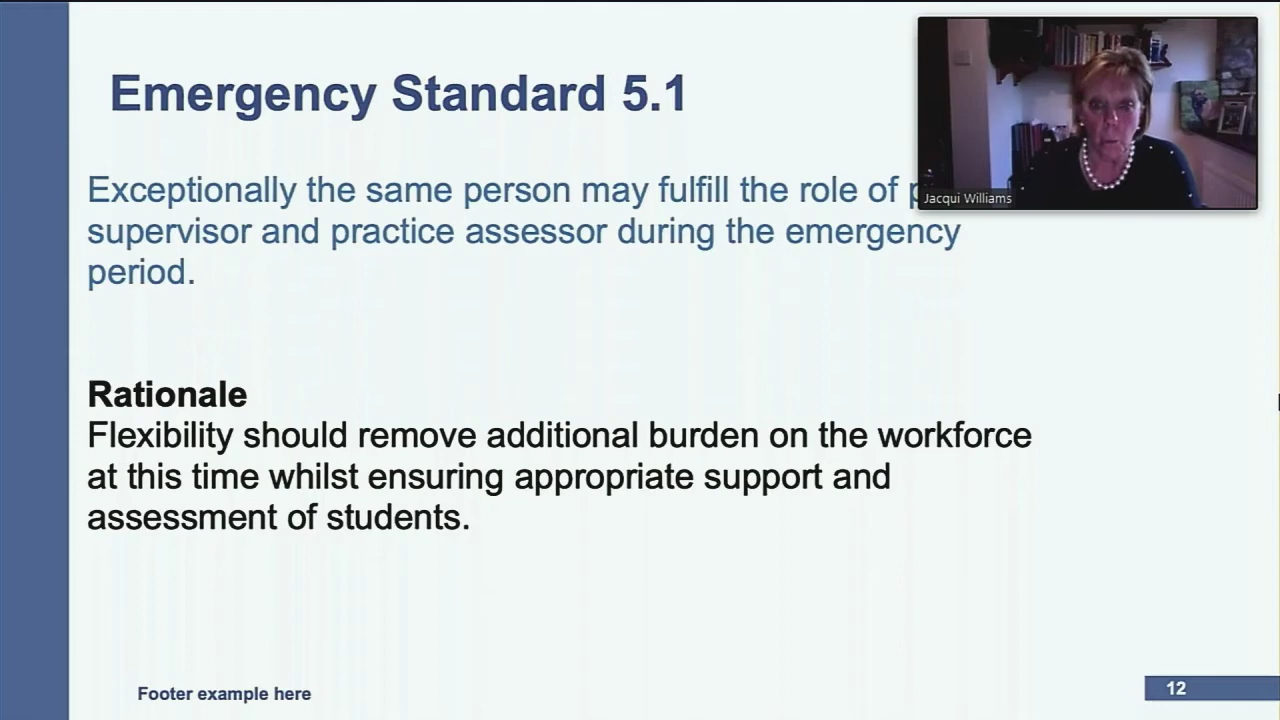 Emergency Standard 5.1
Exceptionally the same person may fulfill the role of
supervisor and practice assessor during the emergency
period.
Rationale
Flexibility should remove additional burden on the workforce
at this time whilst ensuring appropriate support and
assessment of students.
Jacqui Williams
Footer example here
12